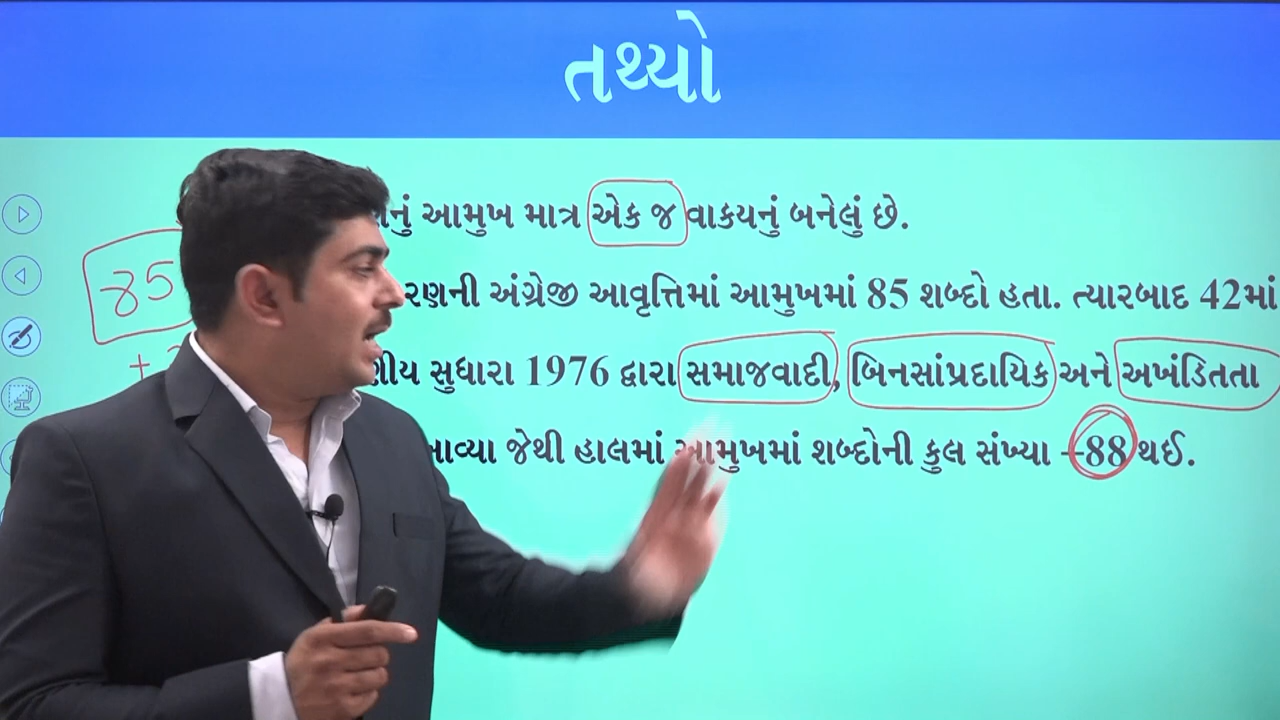 તથ્યો
આમુખ માત્ર એક જ વાકયનું બનેલું છે.
85
અંગ્રેજી આવૃત્તિમાં આમુખમાં 85 શબ્દો હતા. ત્યારબાદ 42માં
+
સુધારા 1976 દ્વારા સમાજવાદી, બિનસાંપ્રદાયિક અને અખંડિતતા
જેથી હાલમાં આમુખમાં શબ્દોની કુલ સંખ્યા -88 થઈ.